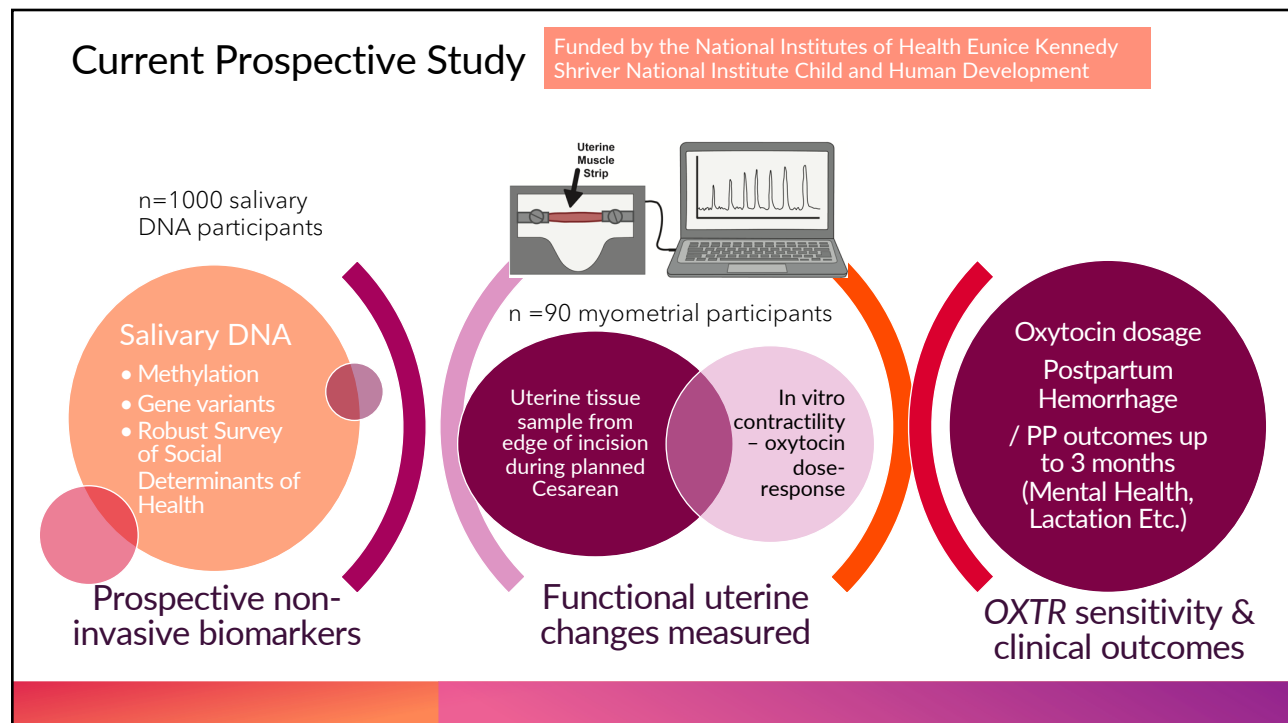 Current Prospective Study
Funded by the National Institutes of Health Eunice Kennedy
Shriver National Institute Child and Human Development
n=1000 salivary
DNA participants
Salivary DNA
• Methylation
• Gene variants
• Robust Survey
of Social
Determinants of
Health
Prospective non-
invasive biomarkers
Uterine
Muscle
Strip
n =90 myometrial participants
Uterine tissue
sample from
edge of incision
during planned
Cesarean
In vitro
contractility
– oxytocin
dose-
response
Functional uterine
changes measured
Oxytocin dosage
Postpartum
Hemorrhage
/ PP outcomes up
to 3 months
(Mental Health,
Lactation Etc.)
OXTR sensitivity &
clinical outcomes